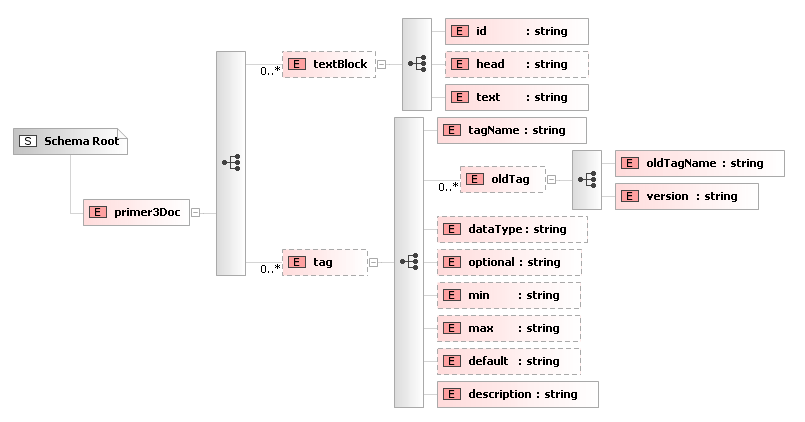 S Schema Root
E primer3Doc
0..* E textBlock
E id : string
E head : string
E text : string
0..* E tag
E tagName : string
0..* E oldTag
E oldTagName : string
E version : string
E dataType : string
E optional : string
E min : string
E max : string
E default : string
E description : string